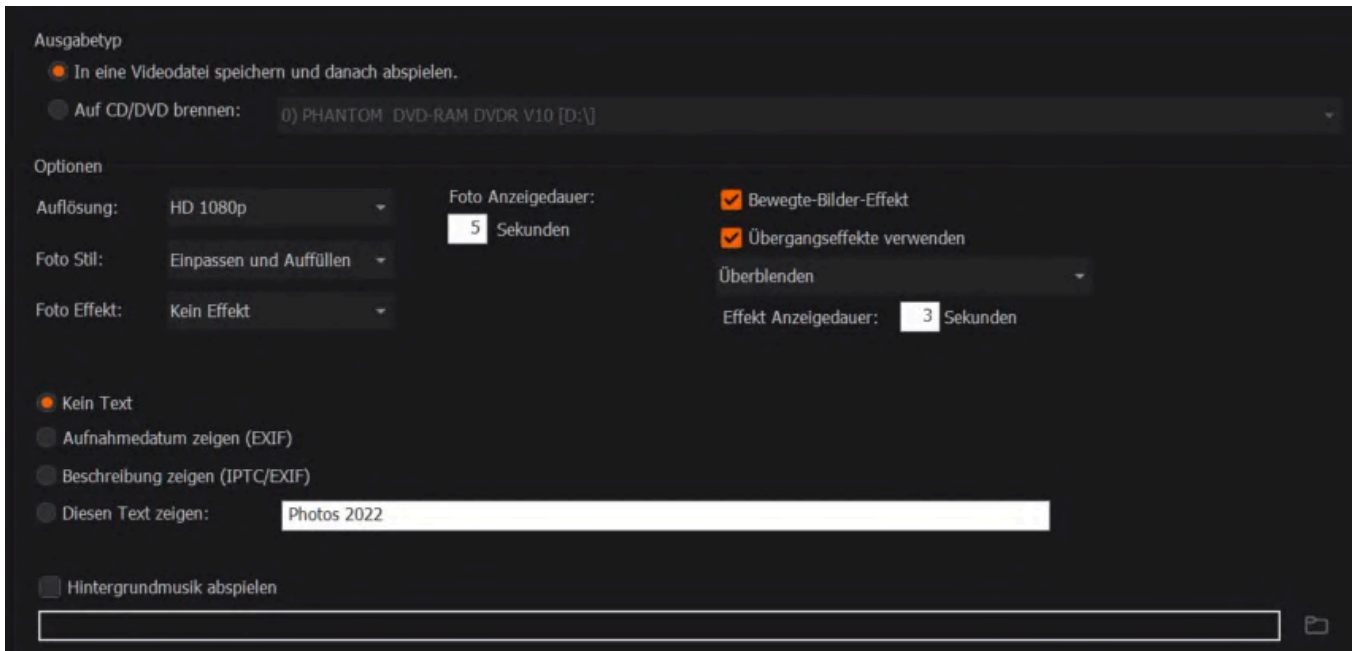 Ausgabetyp
In eine Videodatei speichern und danach abspielen.
Auf CD/DVD brennen: 0) PHANTOM DVD-RAM DVDR V10 [D:\]
Optionen
Auflösung: HD 1080p
Foto Stil: Einpassen und Auffüllen
Foto Effekt: Kein Effekt
Foto Anzeigedauer:
5 Sekunden
Bewegte-Bilder-Effekt
Übergangseffekte verwenden
Überblenden
Effekt Anzeigedauer: 3 Sekunden
Kein Text
Aufnahmedatum zeigen (EXIF)
Beschreibung zeigen (IPTC/EXIF)
Diesen Text zeigen: Photos 2022
Hintergrundmusik abspielen